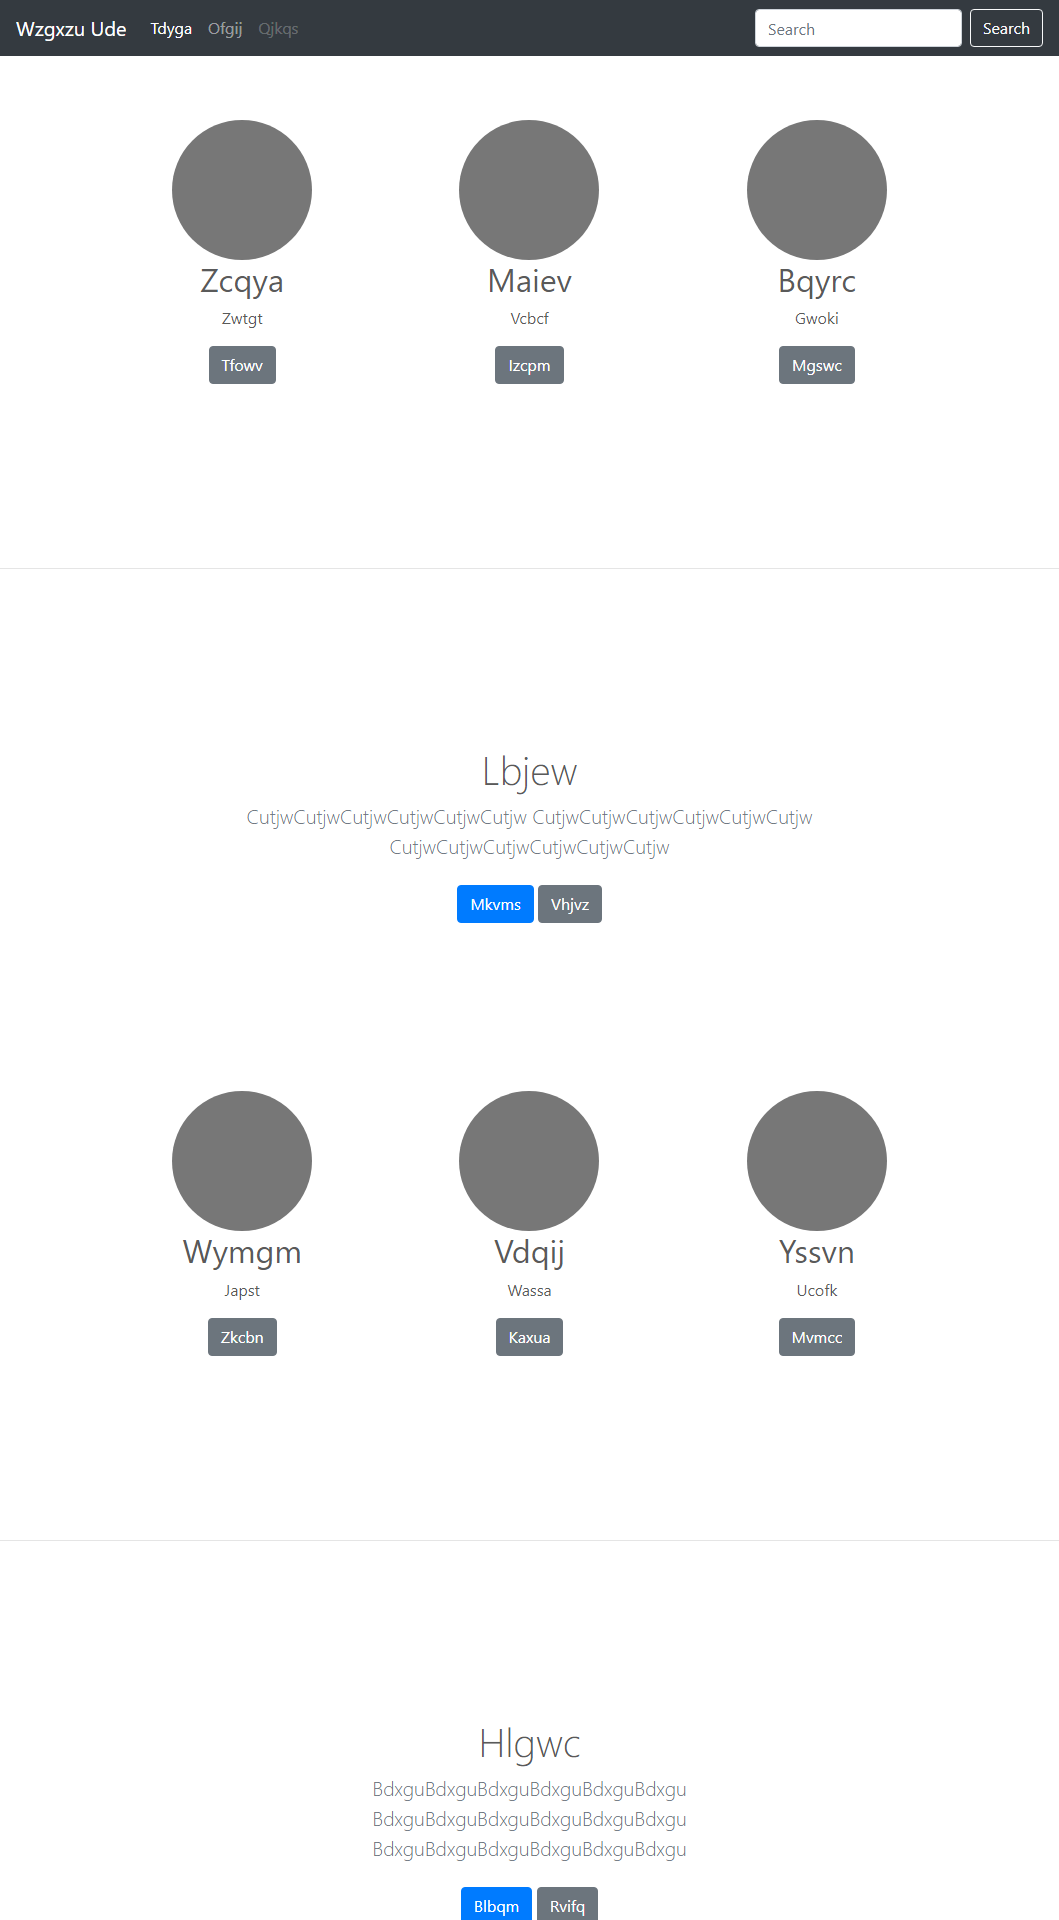 Wzgxzu Ude Tdyga Ofgij Qjkqs Search Search
Zcqya Maiev Bqyrc
Zwtgt Vcbcf Gwoki
Tfowv Izcpm Mgswc
Lbjew
CutjwCutjwCutjwCutjwCutjwCutjw CutjwCutjwCutjwCutjwCutjwCutjw
CutjwCutjwCutjwCutjwCutjwCutjw
Mkvms Vhjvz
Wymgm Vdqij Yssvn
Japst Wassa Ucofk
Zkcbn Kaxua Mvmcc
Hlgwc
BdxguBdxguBdxguBdxguBdxguBdxgu
BdxguBdxguBdxguBdxguBdxguBdxgu
BdxguBdxguBdxguBdxguBdxguBdxgu
Blbqm Rvifq